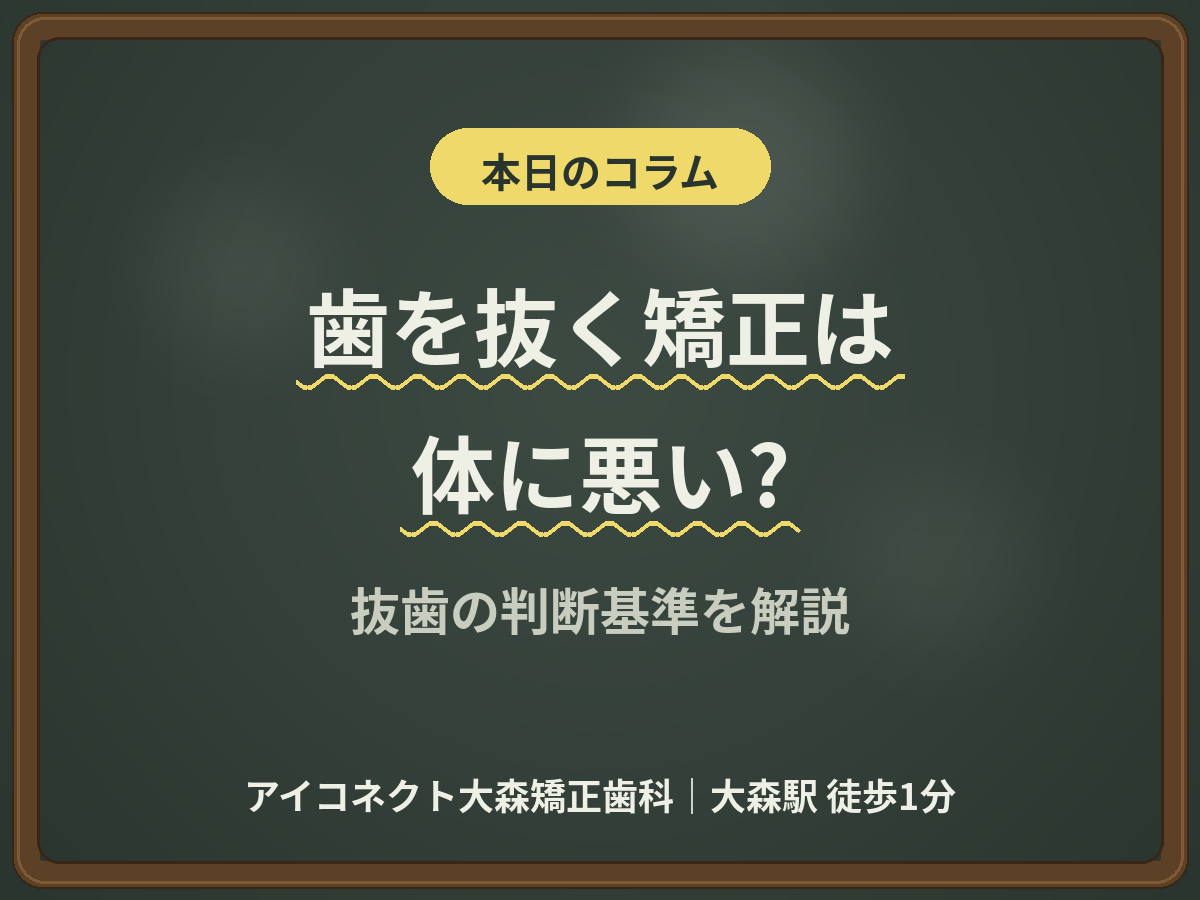 本日のコラム
歯を抜く矯正は
体に悪い?
抜歯の判断基準を解説
アイコネクト大森矯正歯科｜大森駅 徒歩1分